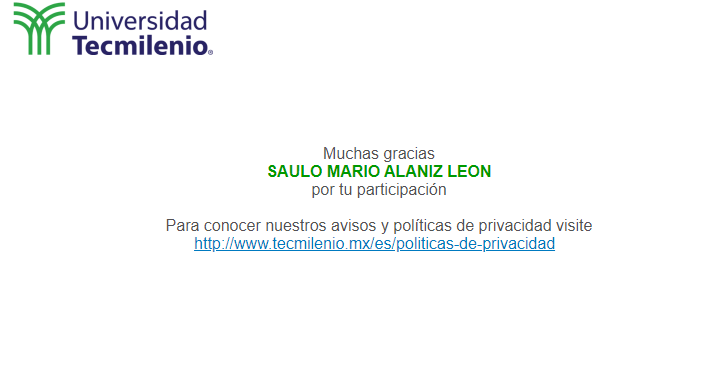 Universidad
Tecmilenio®
Muchas gracias
SAULO MARIO ALANIZ LEON
por tu participación
Para conocer nuestros avisos y políticas de privacidad visite
http://www.tecmilenio.mx/es/politicas-de-privacidad